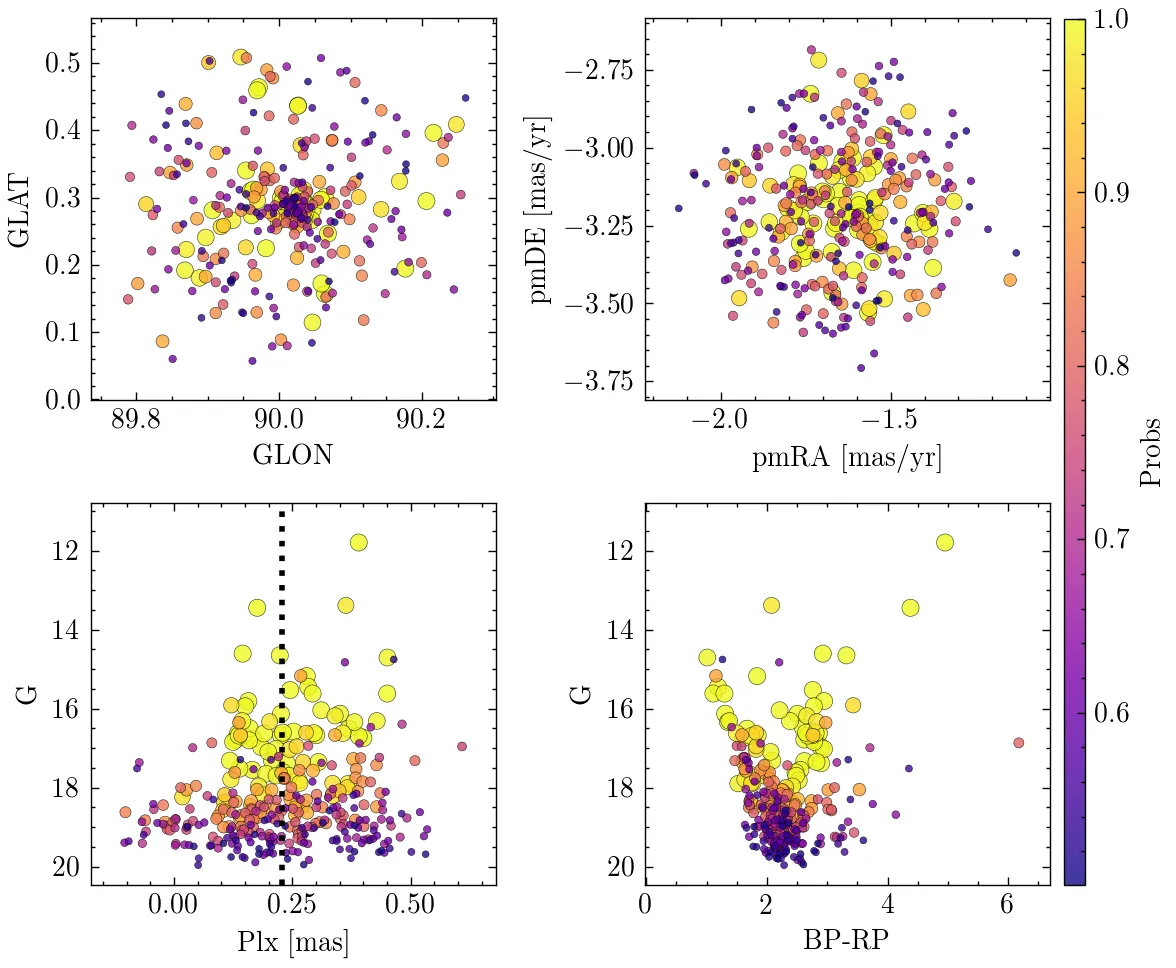 0.5
0.4
0.3
0.2
0.1
0.0
GLAT
89.8 90.0 90.2
GLON
−2.75
−3.00
−3.25
−3.50
−3.75
pmDE [mas/yr]
−2.0 −1.5
pmRA [mas/yr]
1.0
0.9
0.8
0.7
0.6
Probs
12
14
16
18
20
G
0.00 0.25 0.50
Plx [mas]
12
14
16
18
20
G
0 2 4 6
BP-RP